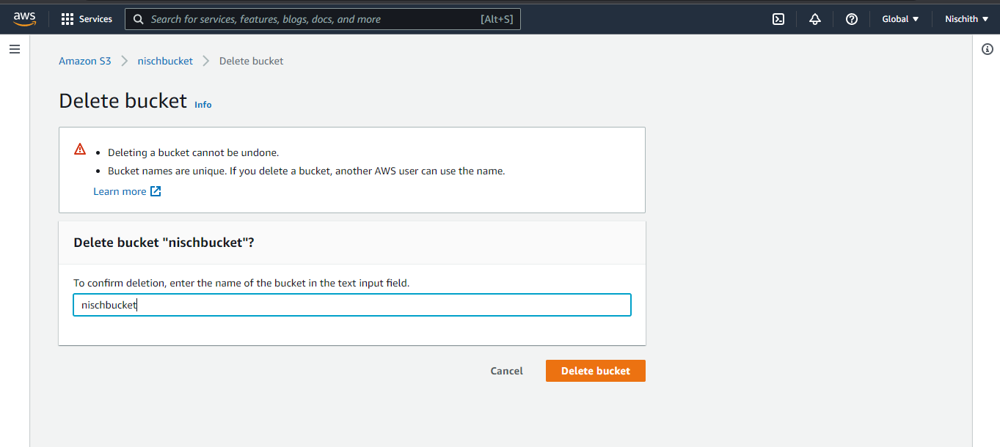 aws Services Search for services, features, blogs, docs, and more [Alt+S] Global Nischith
Amazon S3 nischbucket Delete bucket
Delete bucket Info
Deleting a bucket cannot be undone.
Bucket names are unique. If you delete a bucket, another AWS user can use the name.
Learn more
Delete bucket "nischbucket"?
To confirm deletion, enter the name of the bucket in the text input field.
nischbucket
Cancel Delete bucket